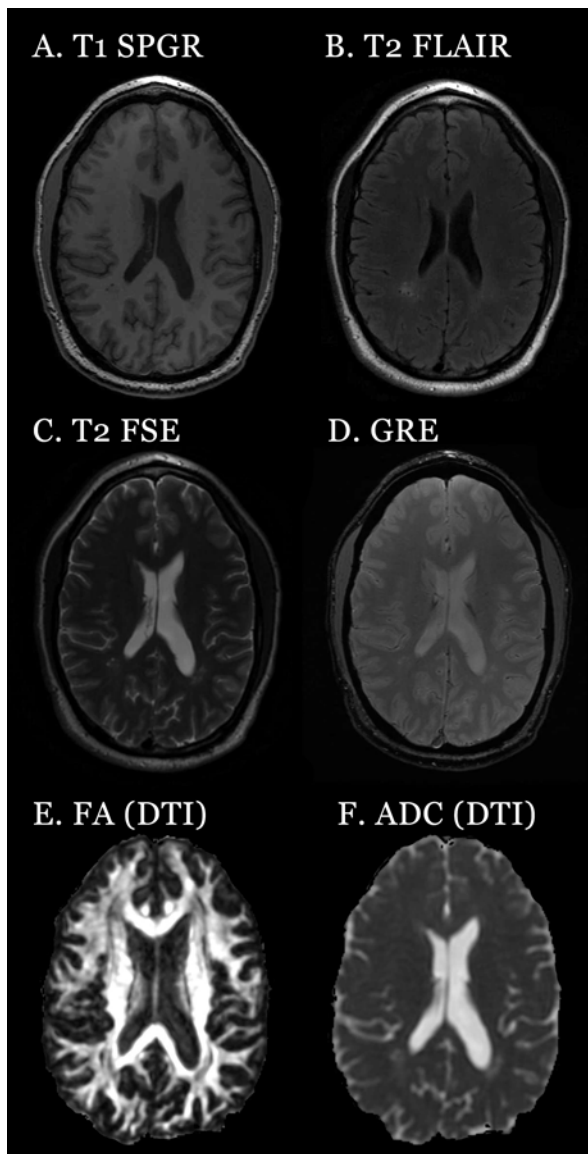 A. T1 SPGR
B. T2 FLAIR
C. T2 FSE
D. GRE
E. FA (DTI)
F. ADC (DTI)